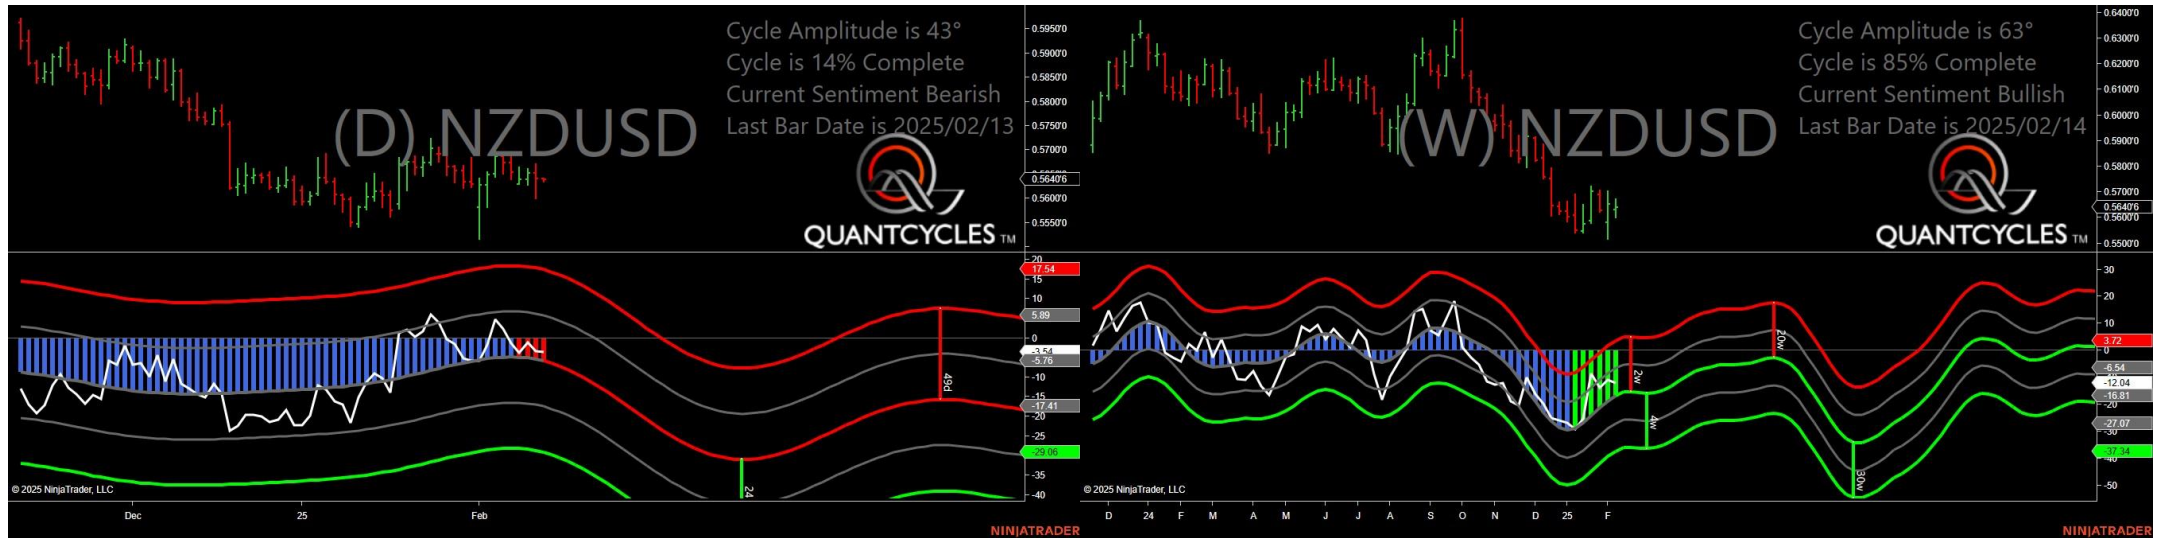 Cycle Amplitude is 43°
Cycle is 14% Complete
Current Sentiment Bearish
Last Bar Date is 2025/02/13
(D) NZDUSD
QUANTCYCLES TM
0.5950'0
0.5900'0
0.5850'0
0.5800'0
0.5750'0
0.5700'0
0.5640'6
0.5600'0
0.5550'0
20
17.54
15
10
5.89
0
-3.54
-5.76
-10
-15
-17.41
-20
-25
-29.06
-35
-40
49d
24
© 2025 NinjaTrader, LLC
Dec
25
Feb
NINJATRADER
Cycle Amplitude is 63°
Cycle is 85% Complete
Current Sentiment Bullish
Last Bar Date is 2025/02/14
(W) NZDUSD
QUANTCYCLES TM
0.6400'0
0.6300'0
0.6200'0
0.6100'0
0.6000'0
0.5900'0
0.5800'0
0.5700'0
0.5640'6
0.5600'0
0.5500'0
30
20
10
3.72
0
-6.54
-12.04
-16.81
-20
-27.07
-30
-37.34
-40
-50
2w
4w
20w
30w
© 2025 NinjaTrader, LLC
D 24 F M A M J J A S O N D 25 F
NINJATRADER